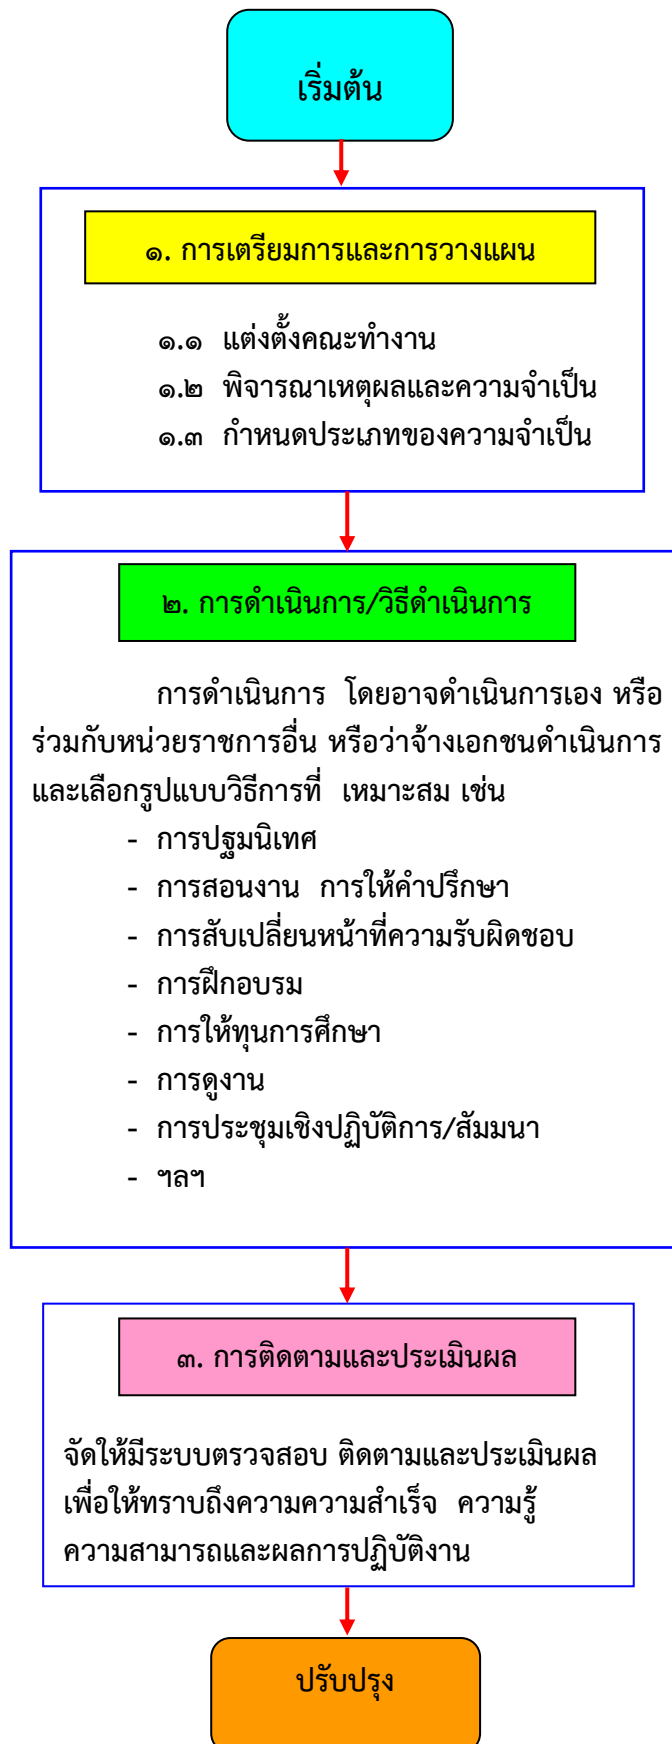 เริ่มต้น
๑. การเตรียมการและการวางแผน
๑.๑ แต่งตั้งคณะทำงาน
๑.๒ พิจารณาเหตุผลและความจำเป็น
๑.๓ กำหนดประเภทของความจำเป็น
๒. การดำเนินการ/วิธีดำเนินการ
การดำเนินการ โดยอาจดำเนินการเอง หรือ
ร่วมกับหน่วยราชการอื่น หรือว่าจ้างเอกชนดำเนินการ
และเลือกรูปแบบวิธีการที่ เหมาะสม เช่น
- การปฐมนิเทศ
- การสอนงาน การให้คำปรึกษา
- การสับเปลี่ยนหน้าที่ความรับผิดชอบ
- การฝึกอบรม
- การให้ทุนการศึกษา
- การดูงาน
- การประชุมเชิงปฏิบัติการ/สัมมนา
- ฯลฯ
๓. การติดตามและประเมินผล
จัดให้มีระบบตรวจสอบ ติดตามและประเมินผล
เพื่อให้ทราบถึงความความสำเร็จ ความรู้
ความสามารถและผลการปฏิบัติงาน
ปรับปรุง